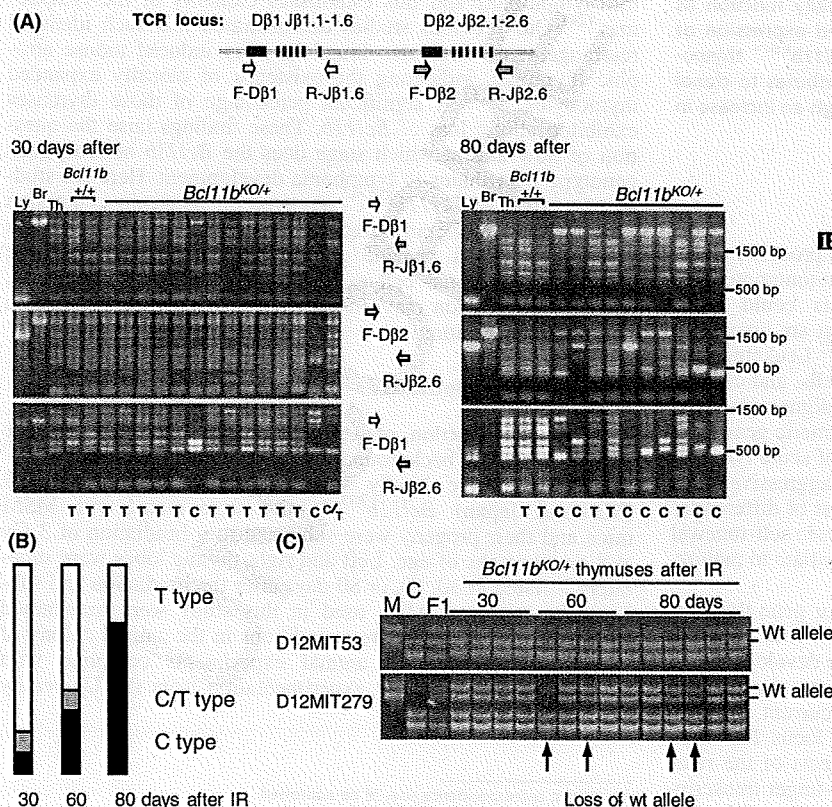 (A)
TCR locus: Dβ1 Jβ1.1-1.6 Dβ2 Jβ2.1-2.6
F-Dβ1 R-Jβ1.6 F-Dβ2 R-Jβ2.6
30 days after
Bcl11b
+/+
Bcl11bKO/+
Ly Br Th
F-Dβ1
R-Jβ1.6
F-Dβ2
R-Jβ2.6
F-Dβ1
R-Jβ2.6
T T T T T T T C T T T T T T C C/T
80 days after
Bcl11b
+/+
Bcl11bKO/+
Ly Br Th
1500 bp
500 bp
1500 bp
500 bp
1500 bp
500 bp
T T C C T T C C C T C C
(B)
T type
C/T type
C type
30 60 80 days after IR
(C)
Bcl11bKO/+ thymuses after IR
M C F1 30 60 80 days
D12MIT53
Wt allele
D12MIT279
Wt allele
Loss of wt allele